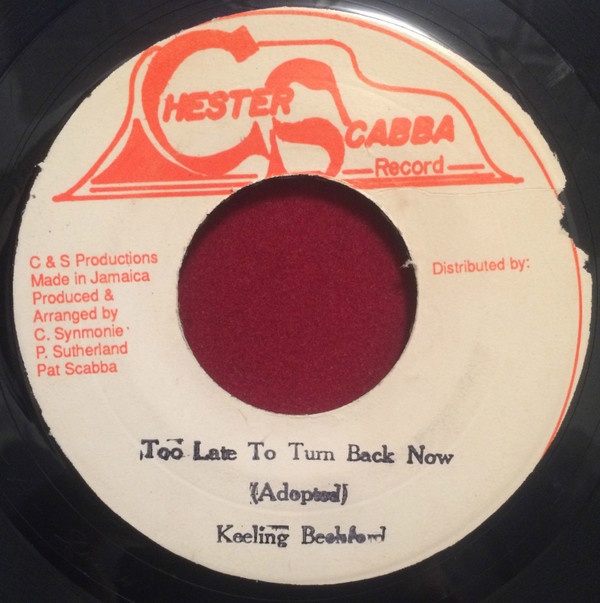 CHESTER
SCABBA
Record
C & S Productions
Made in Jamaica
Produced &
Arranged by
C. Synmonie
P. Sutherland
Pat Scabba
Distributed by:
Too Late To Turn Back Now
(Adopted)
Keeling Beckford